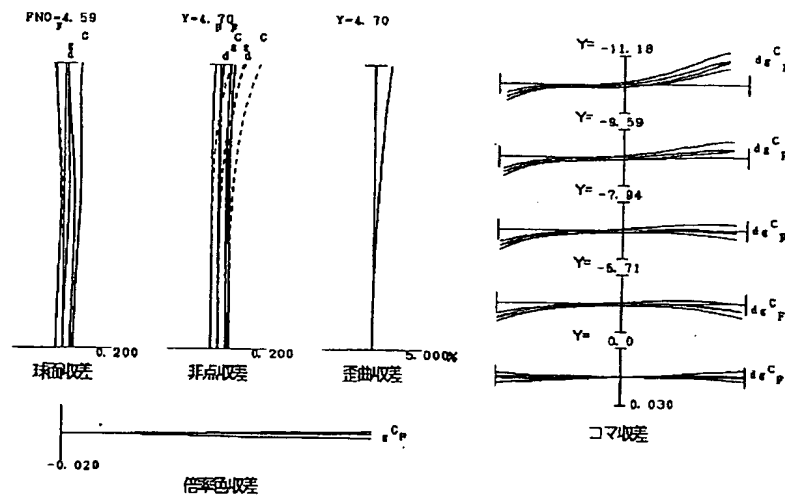 FNO=4.59
F
g
d
C
0.200
球面収差
Y=4.70
F
F
C
g
g
C
d
d
0.200
非点収差
Y=4.70
5.000%
歪曲収差
g C F
-0.020
倍率色収差
Y= -11.18
d g C F
Y= -9.59
d g C F
Y= -7.94
d g C F
Y= -5.71
d g C F
Y= 0.0
d g C F
0.030
コマ収差